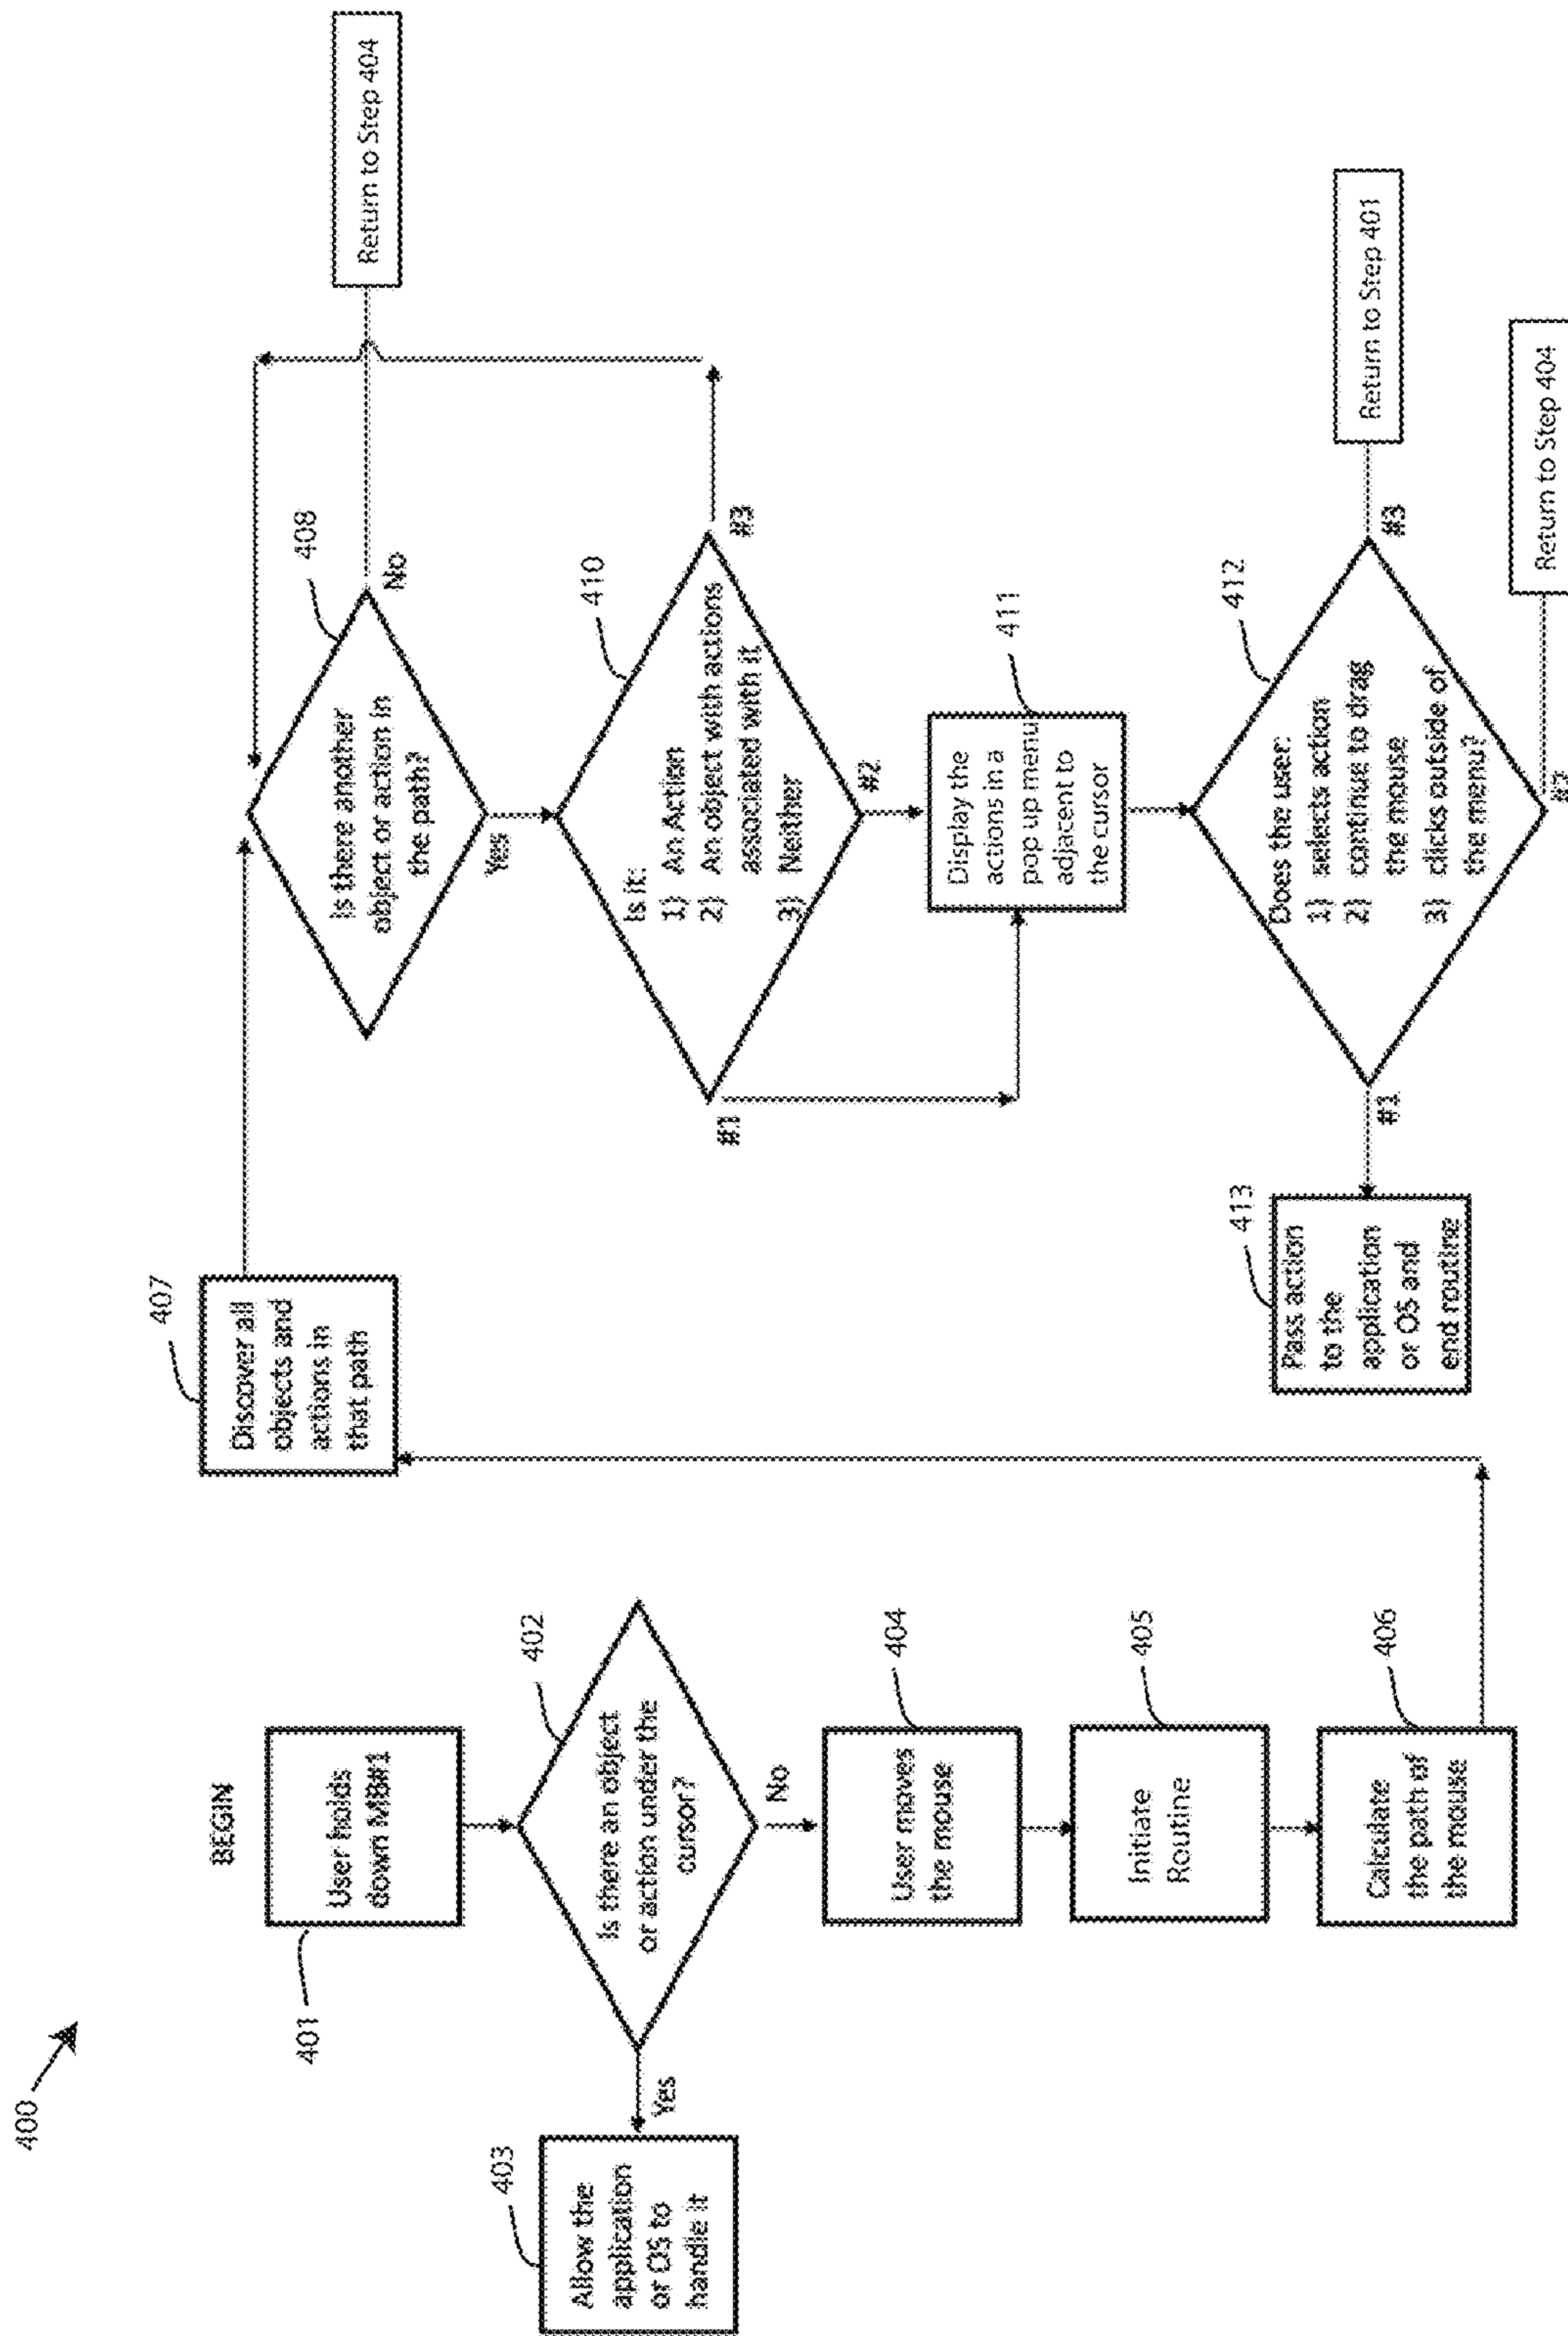 400
BEGIN
401
User holds
down MB#1
402
Is there an object
or action under the
cursor?
Yes
No
403
Allow the
application
or OS to
handle it
404
User moves
the mouse
405
Initiate
Routine
406
Calculate
the path of
the mouse
407
Discover all
objects and
actions in
that path
408
Is there another
object or action in
the path?
No
Return to Step 404
Yes
410
Is it:
1) An Action
2) An object with actions
associated with it
3) Neither
#1
#2
#3
411
Display the
actions in a
pop up menu
adjacent to
the cursor
412
Does the user:
1) selects action
2) continue to drag
the mouse
3) clicks outside of
the menu?
#1
#3
Return to Step 401
#2
Return to Step 404
413
Pass action
to the
application
or OS and
end routine